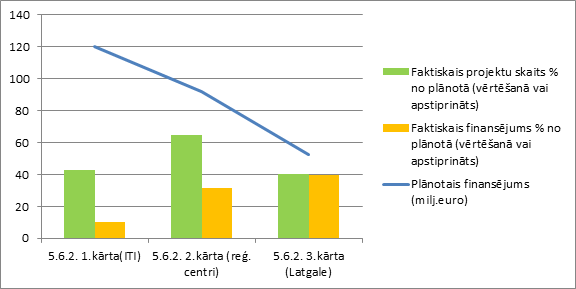 140
120
100
80
60
40
20
0
5.6.2. 1.kārta(ITI)
5.6.2. 2.kārta (reģ.
centri)
5.6.2. 3.kārta
(Latgale)
Faktiskais projektu skaits %
no plānotā (vērtēšanā vai
apstiprināts)
Faktiskais finansējums % no
plānotā (vērtēšanā vai
apstiprināts)
Plānotais finansējums
(milj.euro)